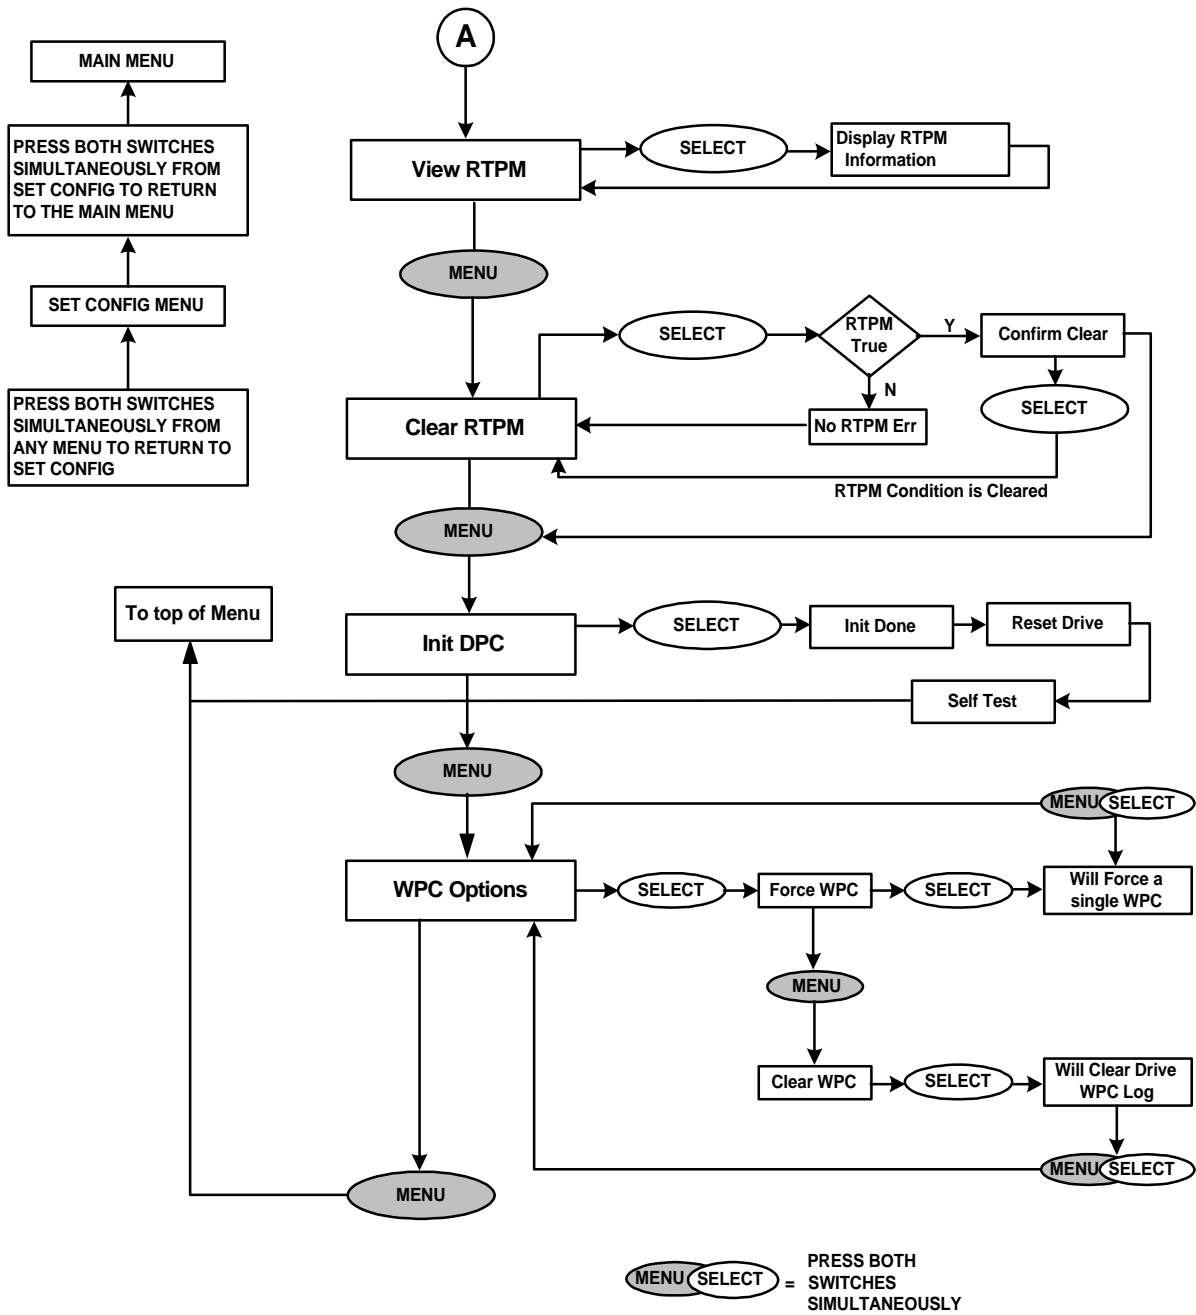 A
MAIN MENU
PRESS BOTH SWITCHES
SIMULTANEOUSLY FROM
SET CONFIG TO RETURN
TO THE MAIN MENU
SET CONFIG MENU
PRESS BOTH SWITCHES
SIMULTANEOUSLY FROM
ANY MENU TO RETURN TO
SET CONFIG
View RTPM
SELECT
Display RTPM
Information
MENU
Clear RTPM
SELECT
RTPM
True
Y
Confirm Clear
N
No RTPM Err
SELECT
RTPM Condition is Cleared
MENU
To top of Menu
Init DPC
SELECT
Init Done
Reset Drive
Self Test
MENU
MENU SELECT
WPC Options
SELECT
Force WPC
SELECT
Will Force a
single WPC
MENU
Clear WPC
SELECT
Will Clear Drive
WPC Log
MENU SELECT
MENU
MENU SELECT =
PRESS BOTH
SWITCHES
SIMULTANEOUSLY